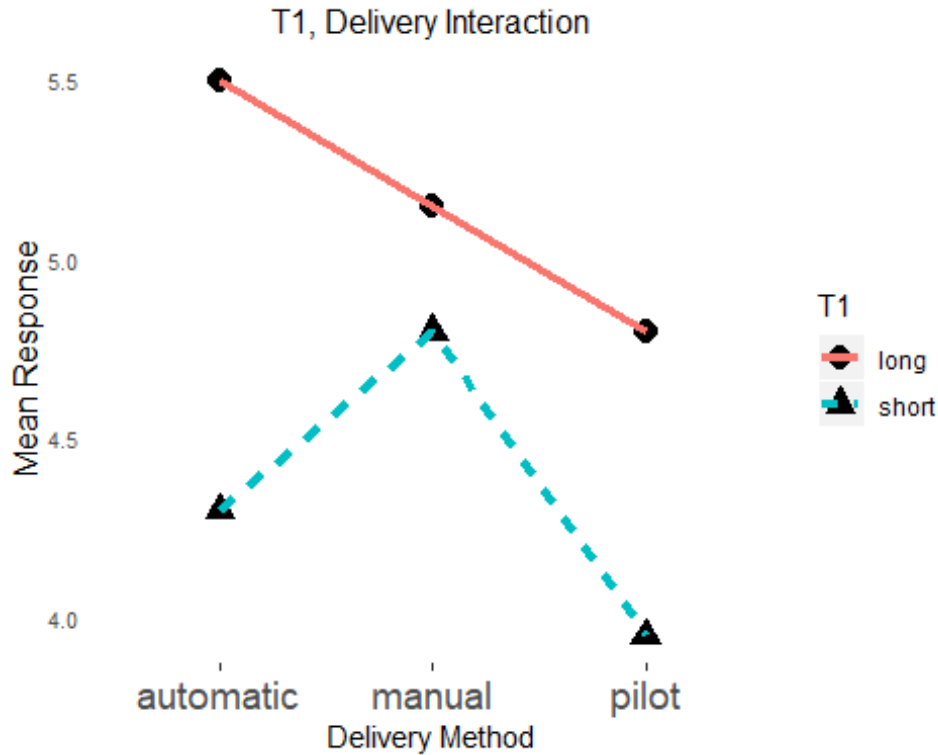 T1, Delivery Interaction
5.5
5.0
4.5
4.0
Mean Response
automatic manual pilot
Delivery Method
T1
long
short